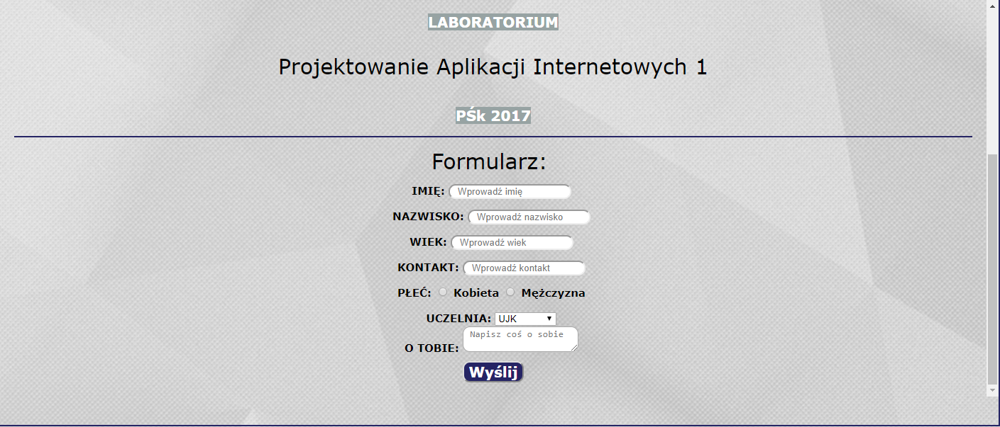 LABORATORIUM
Projektowanie Aplikacji Internetowych 1
PŚk 2017
Formularz:
IMIĘ: Wprowadź imię
NAZWISKO: Wprowadź nazwisko
WIEK: Wprowadź wiek
KONTAKT: Wprowadź kontakt
PŁEĆ: Kobieta Mężczyzna
UCZELNIA: UJK
Napisz coś o sobie
O TOBIE:
Wyślij